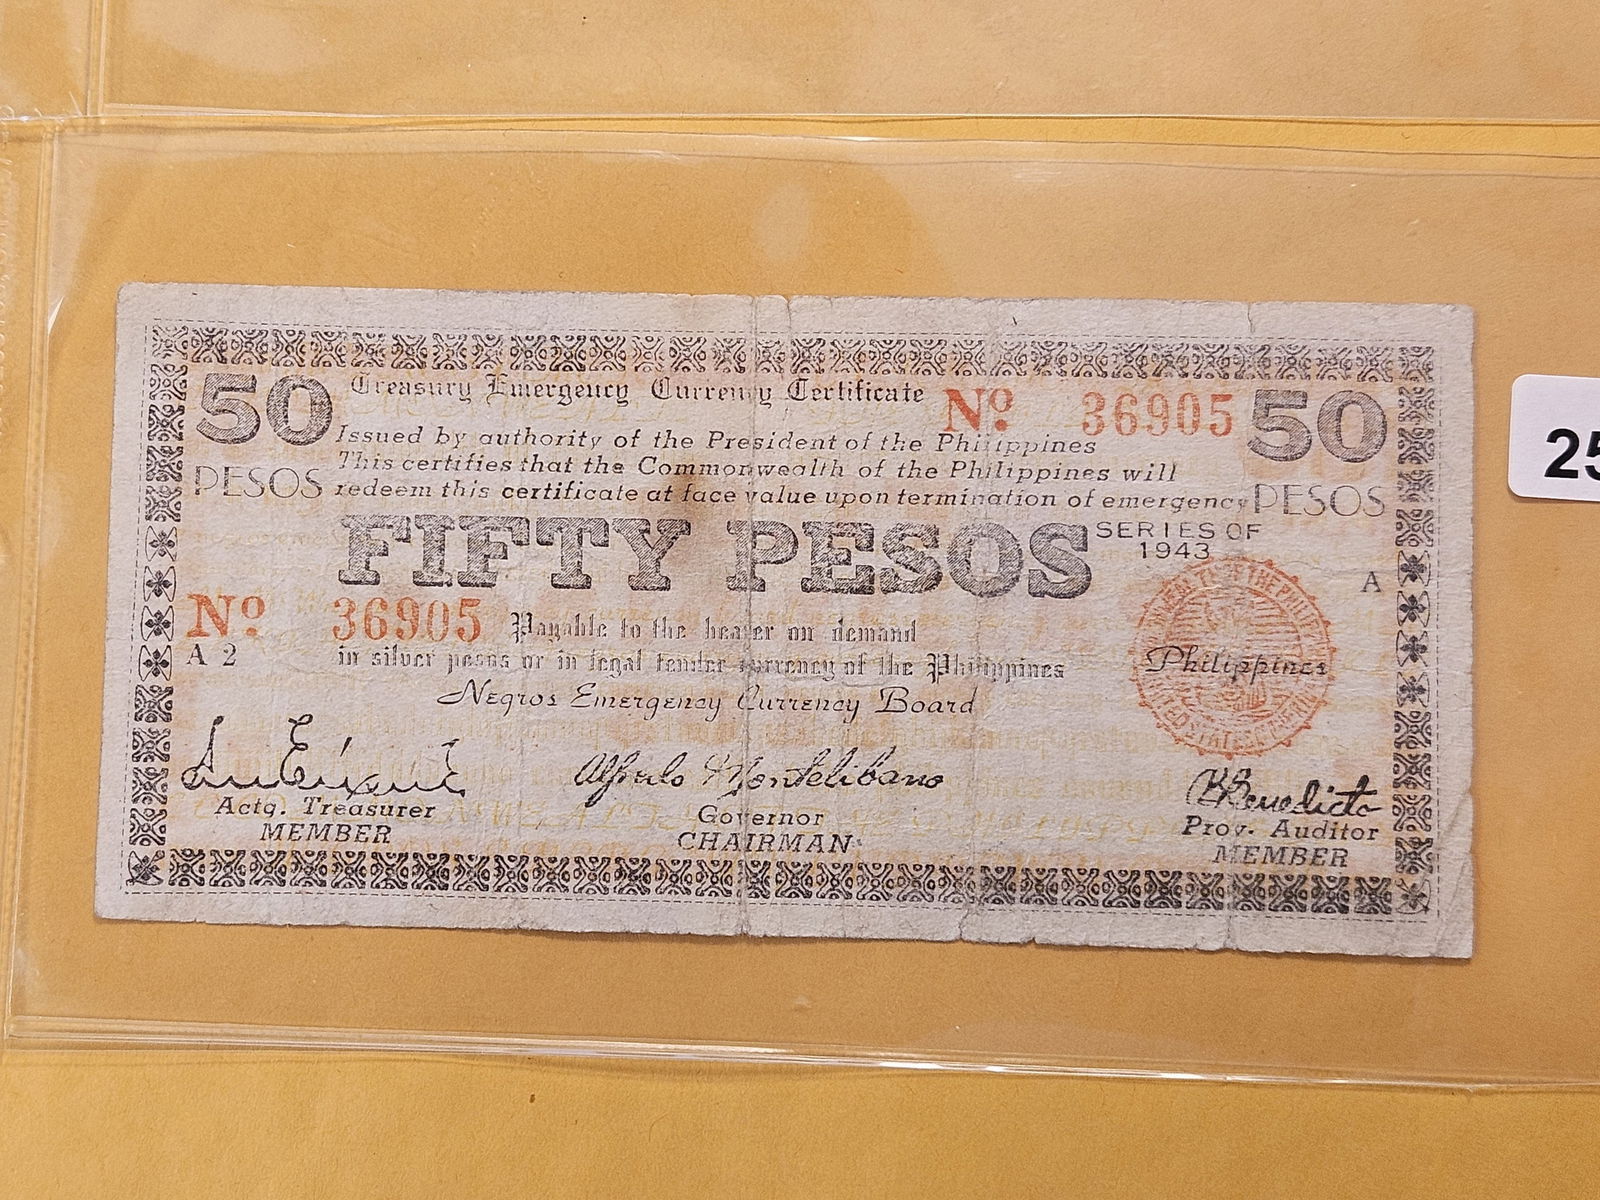 50
Treasury Emergency Currency Certificate
Nº 36905
50
Issued by authority of the President of the Philippines
This certifies that the Commonwealth of the Philippines will
PESOS redeem this certificate at face value upon termination of emergency PESOS
FIFTY PESOS
SERIES OF
1943
A
Nº 36905
A 2
Payable to the bearer on demand
in silver pesos or in legal tender currency of the Philippines
Philippines
Negros Emergency Currency Board
Alfredo Montelibano
Benedicto
Actg. Treasurer
MEMBER
Governor
CHAIRMAN
Prov. Auditor
MEMBER
25